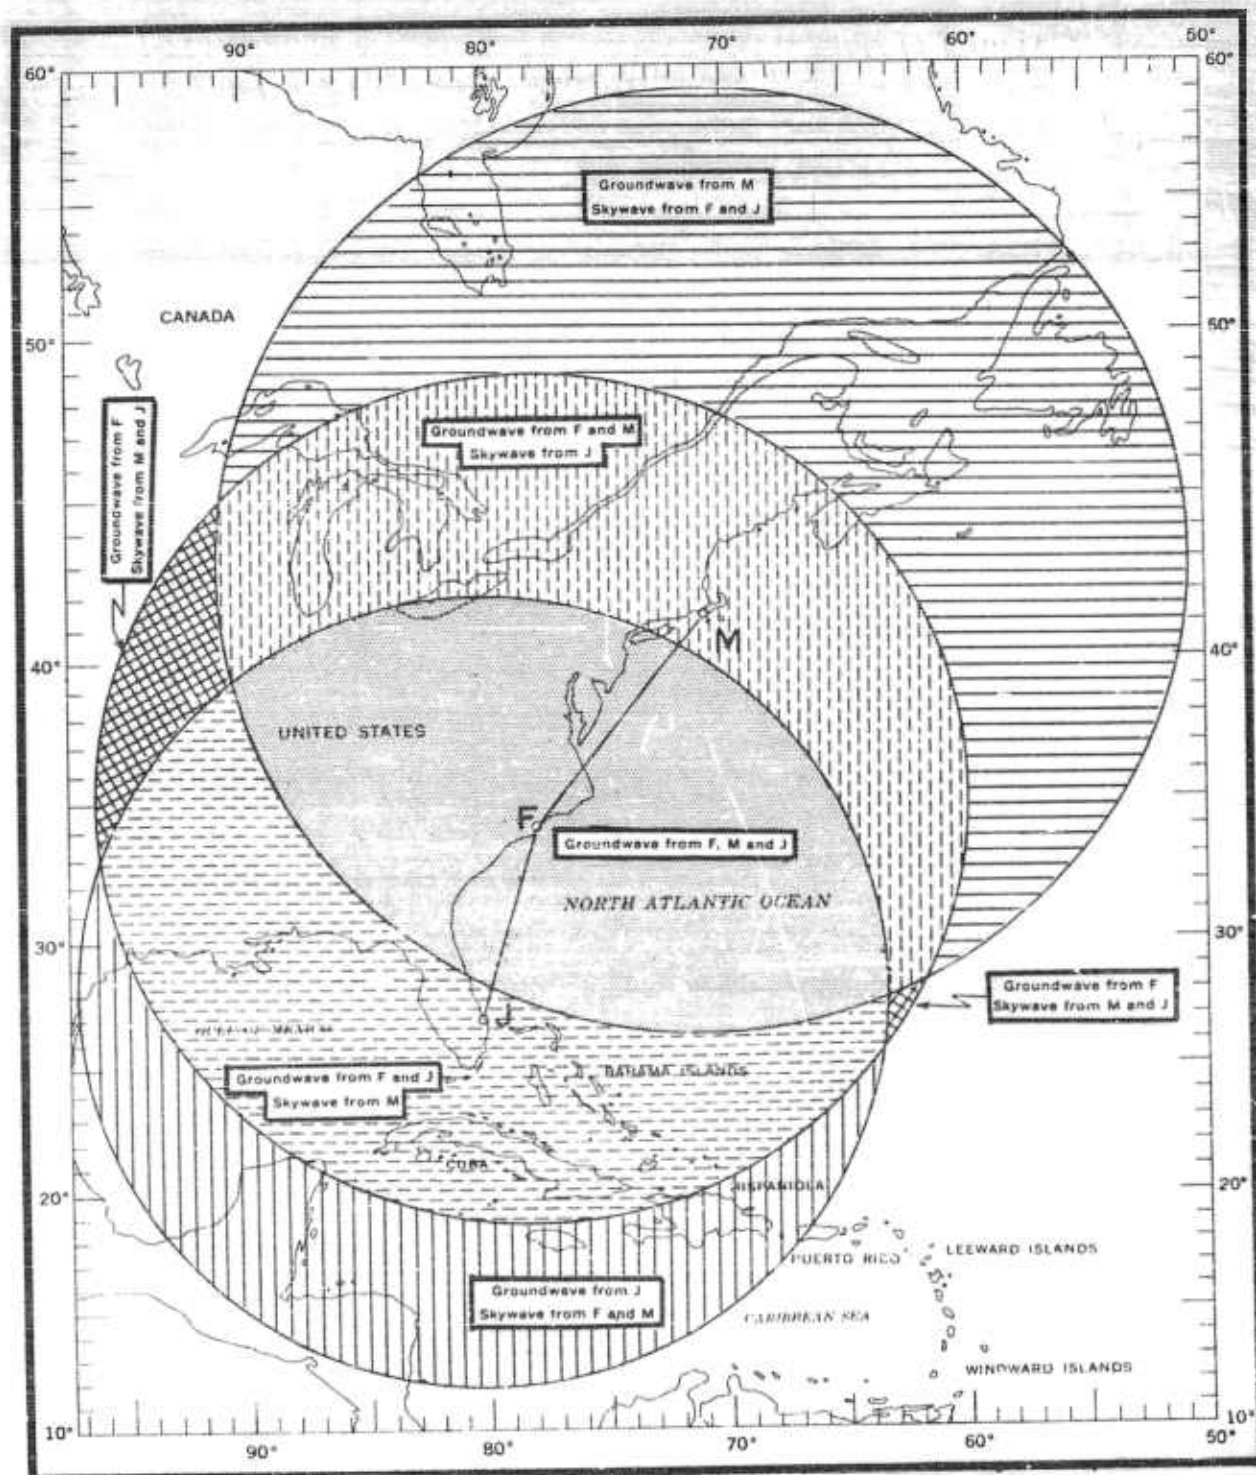 90°
80°
70°
60°
50°
60°
60°
Groundwave from M
Skywave from F and J
CANADA
50°
50°
Groundwave from F
Skywave from M and J
Groundwave from F and M
Skywave from J
M
40°
40°
UNITED STATES
F
Groundwave from F, M and J
NORTH ATLANTIC OCEAN
30°
30°
Groundwave from F
Skywave from M and J
J
BAHAMA ISLANDS
Groundwave from F and J
Skywave from M
CUBA
HISPANIOLA
20°
20°
PUERTO RICO
LEEWARD ISLANDS
Groundwave from J
Skywave from F and M
CARIBBEAN SEA
WINDWARD ISLANDS
10°
10°
90°
80°
70°
60°
50°